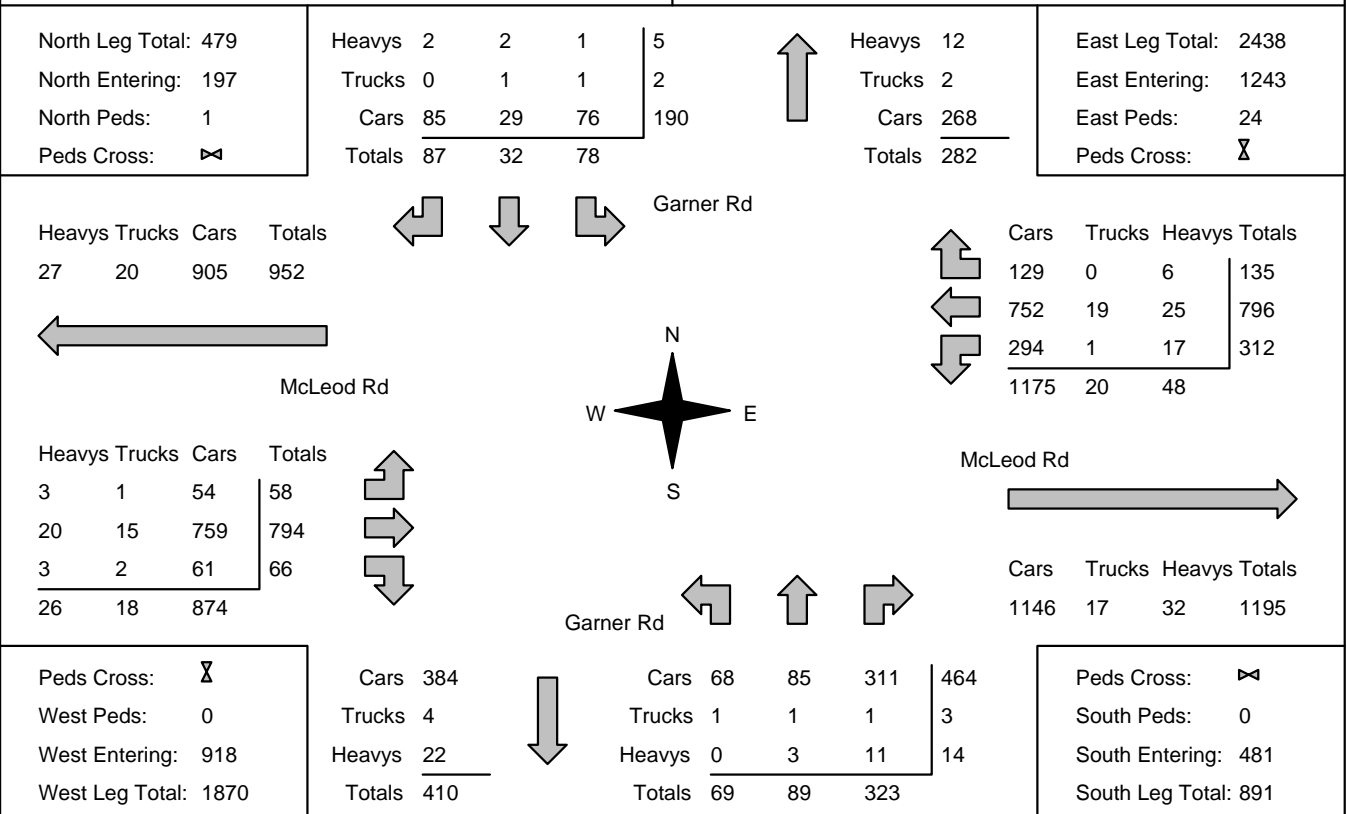 North Leg Total: 479
North Entering: 197
North Peds: 1
Peds Cross:
Heavys 2 2 1 5
Trucks 0 1 1 2
Cars 85 29 76 190
Totals 87 32 78
Heavys 12
Trucks 2
Cars 268
Totals 282
East Leg Total: 2438
East Entering: 1243
East Peds: 24
Peds Cross:
Garner Rd
Heavys Trucks Cars Totals
27 20 905 952
Cars Trucks Heavys Totals
129 0 6 135
752 19 25 796
294 1 17 312
1175 20 48
McLeod Rd
N
W E
S
Heavys Trucks Cars Totals
3 1 54 58
20 15 759 794
3 2 61 66
26 18 874
McLeod Rd
Cars Trucks Heavys Totals
1146 17 32 1195
Garner Rd
Peds Cross:
West Peds: 0
West Entering: 918
West Leg Total: 1870
Cars 384
Trucks 4
Heavys 22
Totals 410
Cars 68 85 311 464
Trucks 1 1 1 3
Heavys 0 3 11 14
Totals 69 89 323
Peds Cross:
South Peds: 0
South Entering: 481
South Leg Total: 891